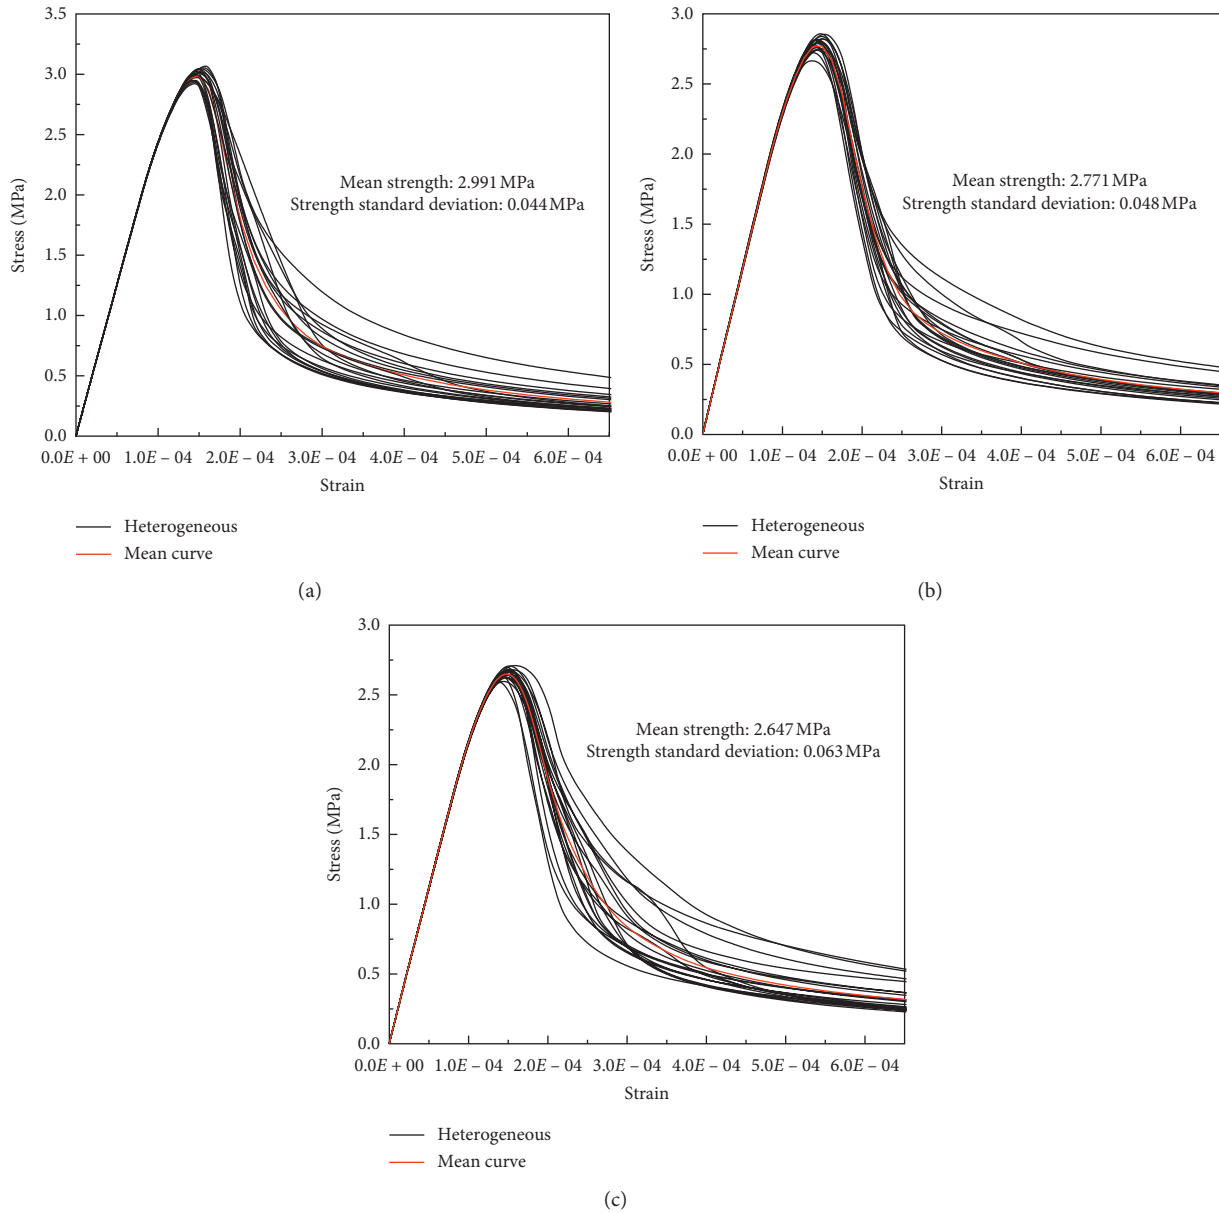 3.5
3.0
2.5
2.0
1.5
1.0
0.5
0.0
Stress (MPa)
Mean strength: 2.991 MPa
Strength standard deviation: 0.044 MPa
0.0E + 00 1.0E − 04 2.0E − 04 3.0E − 04 4.0E − 04 5.0E − 04 6.0E − 04
Strain
Heterogeneous
Mean curve
(a)
3.0
2.5
2.0
1.5
1.0
0.5
0.0
Stress (MPa)
Mean strength: 2.771 MPa
Strength standard deviation: 0.048 MPa
0.0E + 00 1.0E − 04 2.0E − 04 3.0E − 04 4.0E − 04 5.0E − 04 6.0E − 04
Strain
Heterogeneous
Mean curve
(b)
3.0
2.5
2.0
1.5
1.0
0.5
0.0
Stress (MPa)
Mean strength: 2.647 MPa
Strength standard deviation: 0.063 MPa
0.0E + 00 1.0E − 04 2.0E − 04 3.0E − 04 4.0E − 04 5.0E − 04 6.0E − 04
Strain
Heterogeneous
Mean curve
(c)